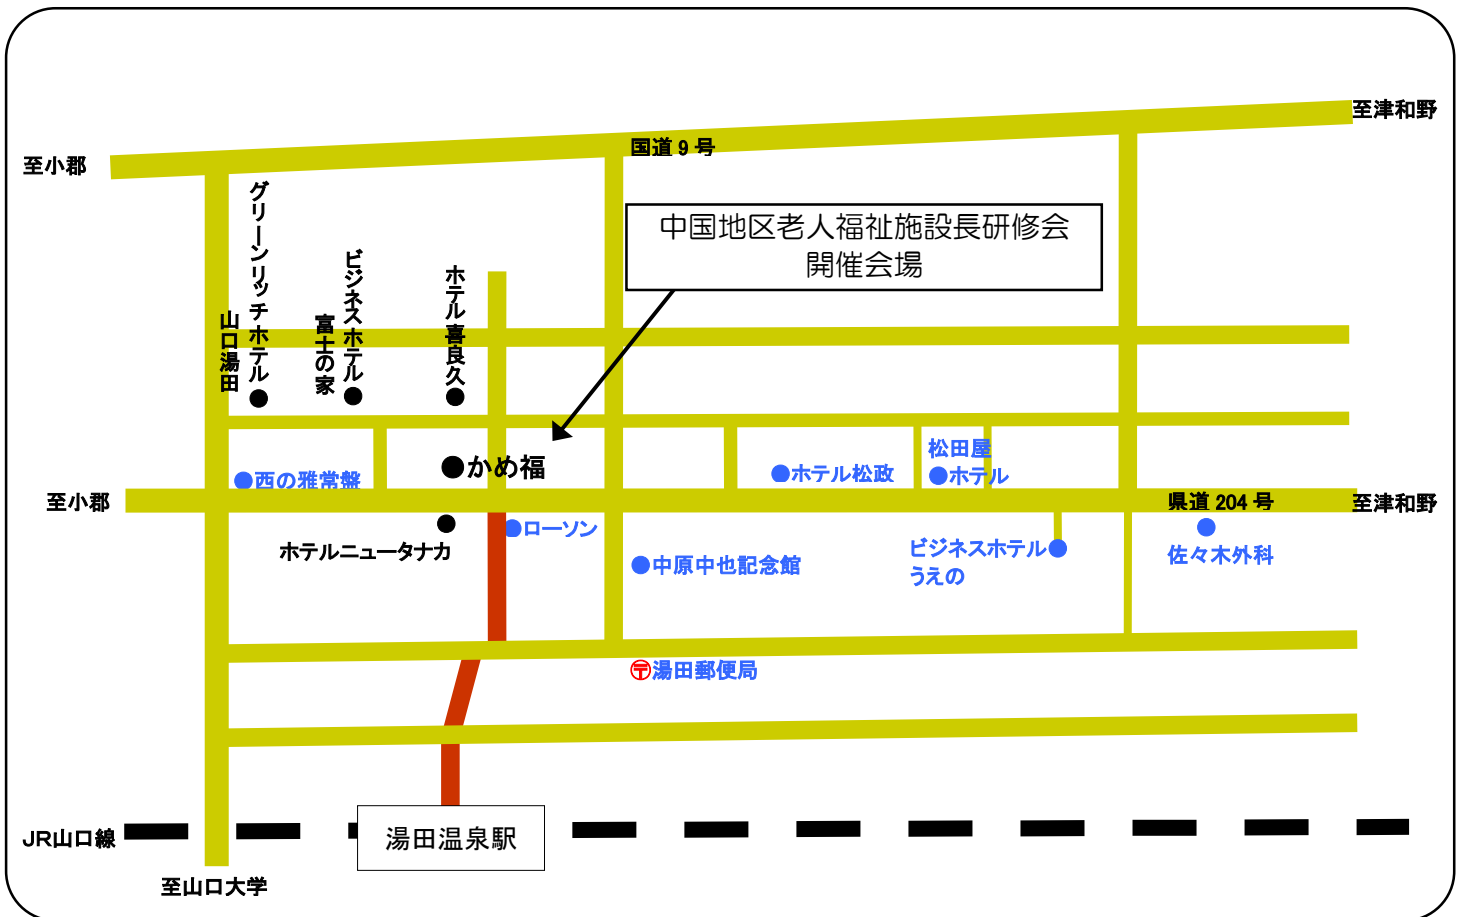 至津和野
国道 9 号
至小郡
中国地区老人福祉施設長研修会
開催会場
グリーンリッチホテル
山口湯田
ビジネスホテル
富士の家
ホテル喜良久
かめ福
西の雅常盤
ホテル松政
松田屋
ホテル
至小郡
県道 204 号
至津和野
ホテルニュータナカ
ローソン
中原中也記念館
ビジネスホテル
うえの
佐々木外科
〒湯田郵便局
JR山口線
湯田温泉駅
至山口大学